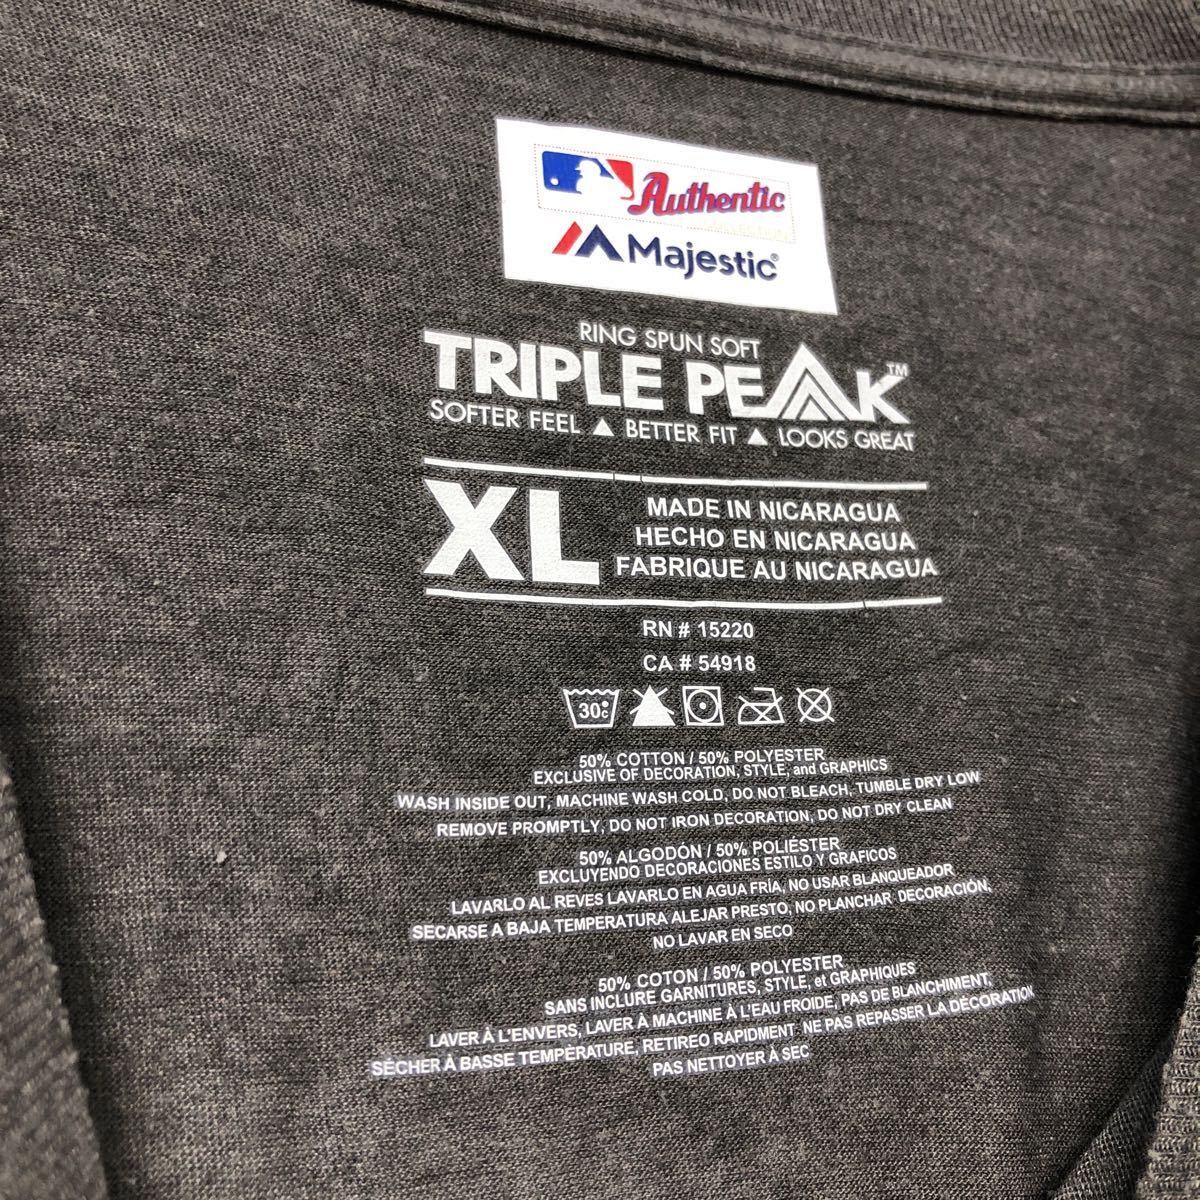 Authentic
COLLECTION
Majestic®
RING SPUN SOFT
TRIPLE PEAK™
SOFTER FEEL ▲ BETTER FIT ▲ LOOKS GREAT
XL
MADE IN NICARAGUA
HECHO EN NICARAGUA
FABRIQUE AU NICARAGUA
RN # 15220
CA # 54918
30c
50% COTTON / 50% POLYESTER
EXCLUSIVE OF DECORATION, STYLE, and GRAPHICS
WASH INSIDE OUT, MACHINE WASH COLD, DO NOT BLEACH, TUMBLE DRY LOW
REMOVE PROMPTLY, DO NOT IRON DECORATION, DO NOT DRY CLEAN
50% ALGODÓN / 50% POLIÉSTER
EXCLUYENDO DECORACIONES ESTILO Y GRAFICOS
LAVARLO AL REVES LAVARLO EN AGUA FRÍA, NO USAR BLANQUEADOR
SECARSE A BAJA TEMPERATURA ALEJAR PRESTO, NO PLANCHAR DECORACIÓN,
NO LAVAR EN SECO
50% COTON / 50% POLYESTER
SANS INCLURE GARNITURES, STYLE, et GRAPHIQUES
LAVER À L'ENVERS, LAVER À MACHINE À L'EAU FROIDE, PAS DE BLANCHIMENT,
SÉCHER À BASSE TEMPÉRATURE, RETIREO RAPIDMENT NE PAS REPASSER LA DÉCORATION
PAS NETTOYER À SEC